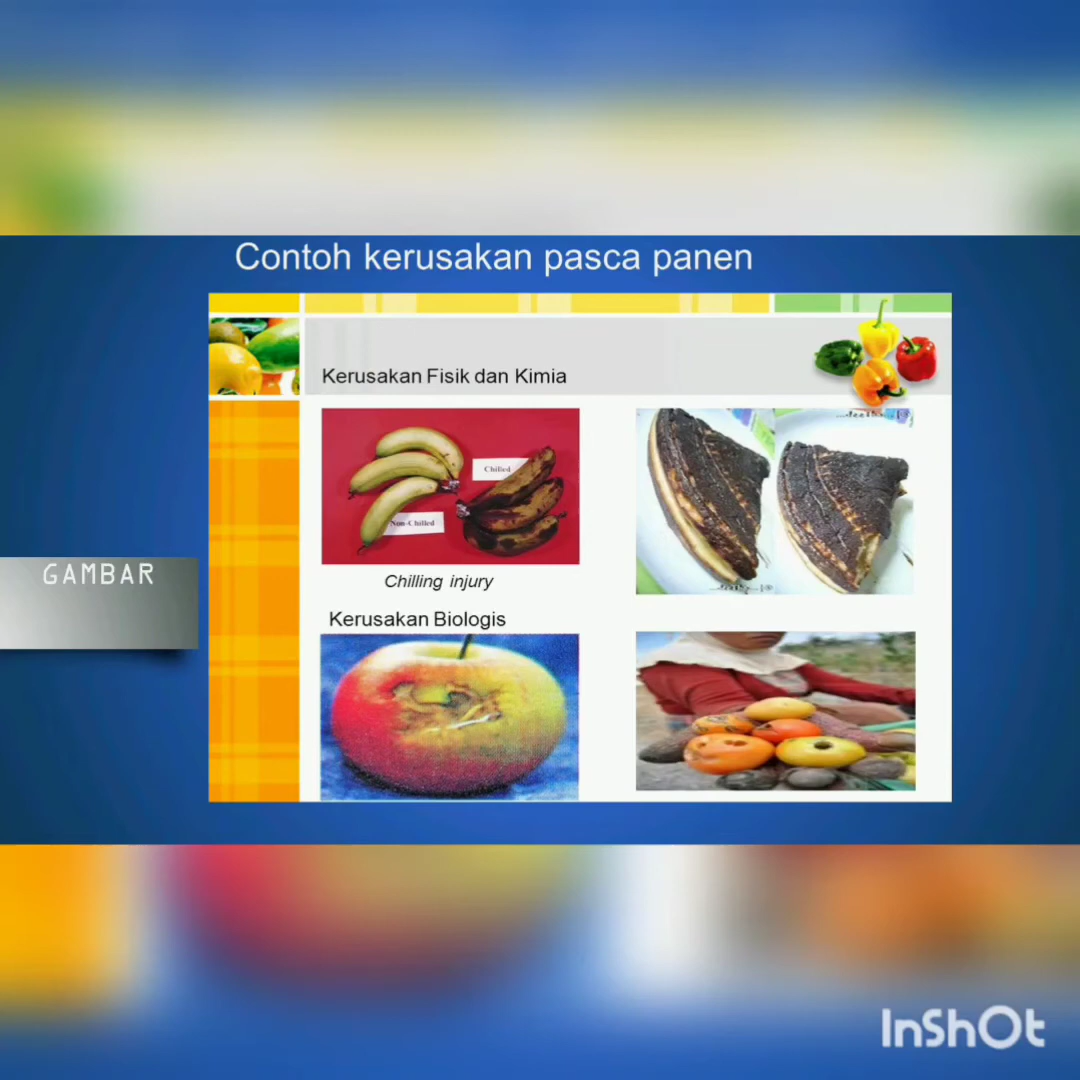 Contoh kerusakan pasca panen
Kerusakan Fisik dan Kimia
Chilled
Non-Chilled
Chilling injury
GAMBAR
Kerusakan Biologis
InShOt